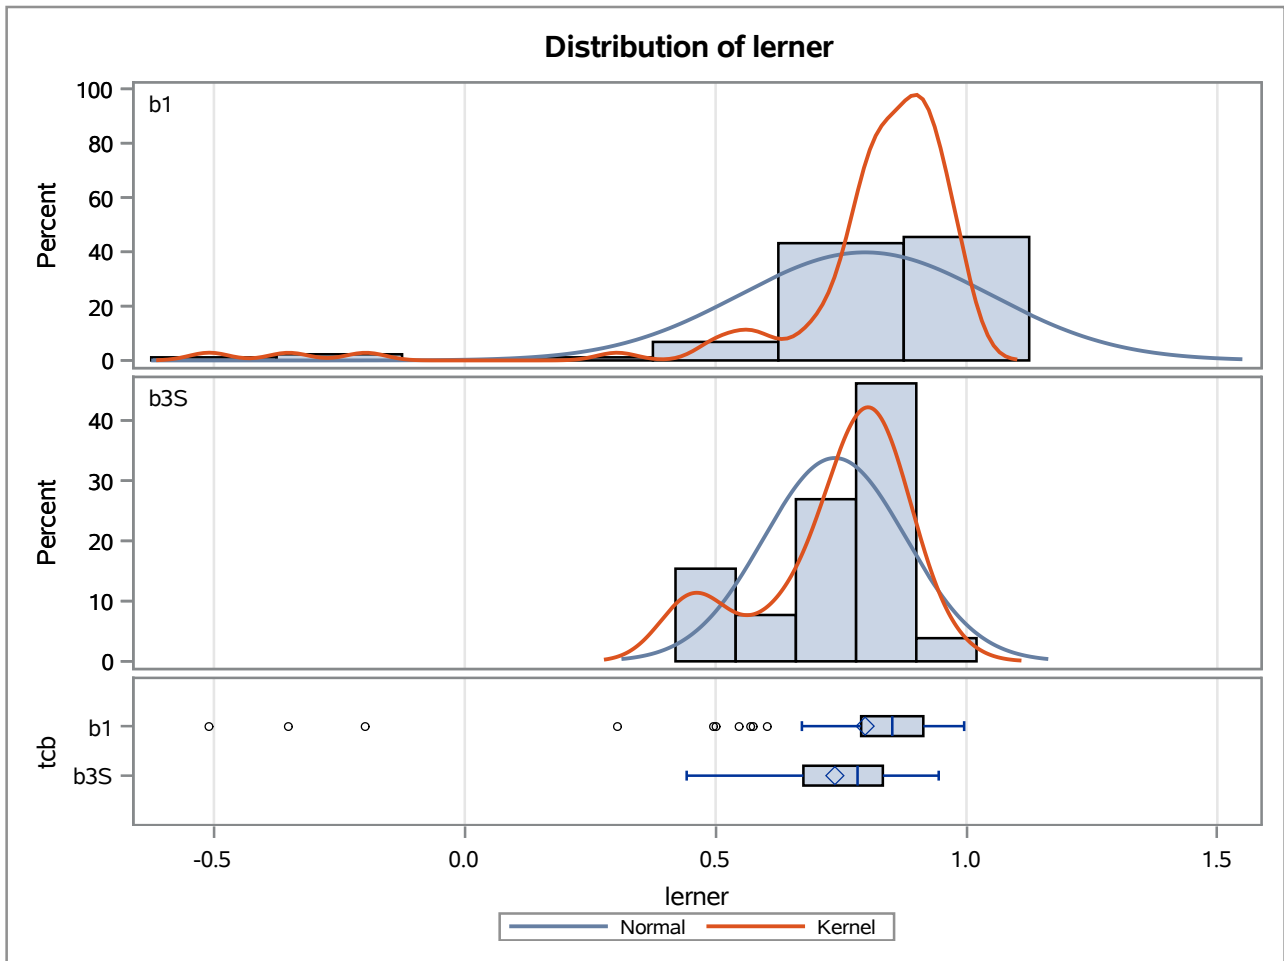 Distribution of lerner
b1
Percent
100
80
60
40
20
0
b3S
Percent
40
30
20
10
0
tcb
b1
b3S
-0.5 0.0 0.5 1.0 1.5
lerner
Normal Kernel